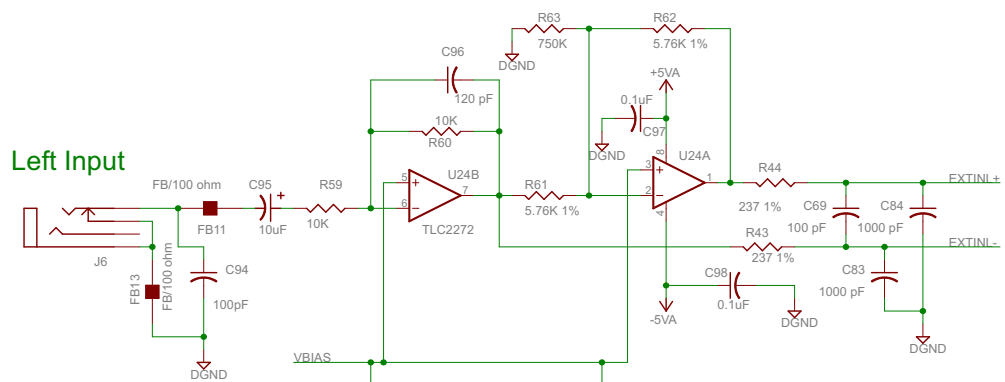 R63
750K
DGND
R62
5.76K 1%
C96
120 pF
+5VA
0.1uF
C97
DGND
10K
R60
Left Input
FB/100 ohm
FB11
C95
+
10uF
R59
10K
U24B
5
+
6
-
7
TLC2272
R61
5.76K 1%
U24A
8
3
+
2
-
1
4
R44
237 1%
EXTINL+
C69
100 pF
C84
1000 pF
R43
237 1%
EXTINL-
J6
FB13
FB/100 ohm
C94
100pF
DGND
C98
0.1uF
DGND
-5VA
C83
1000 pF
DGND
VBIAS